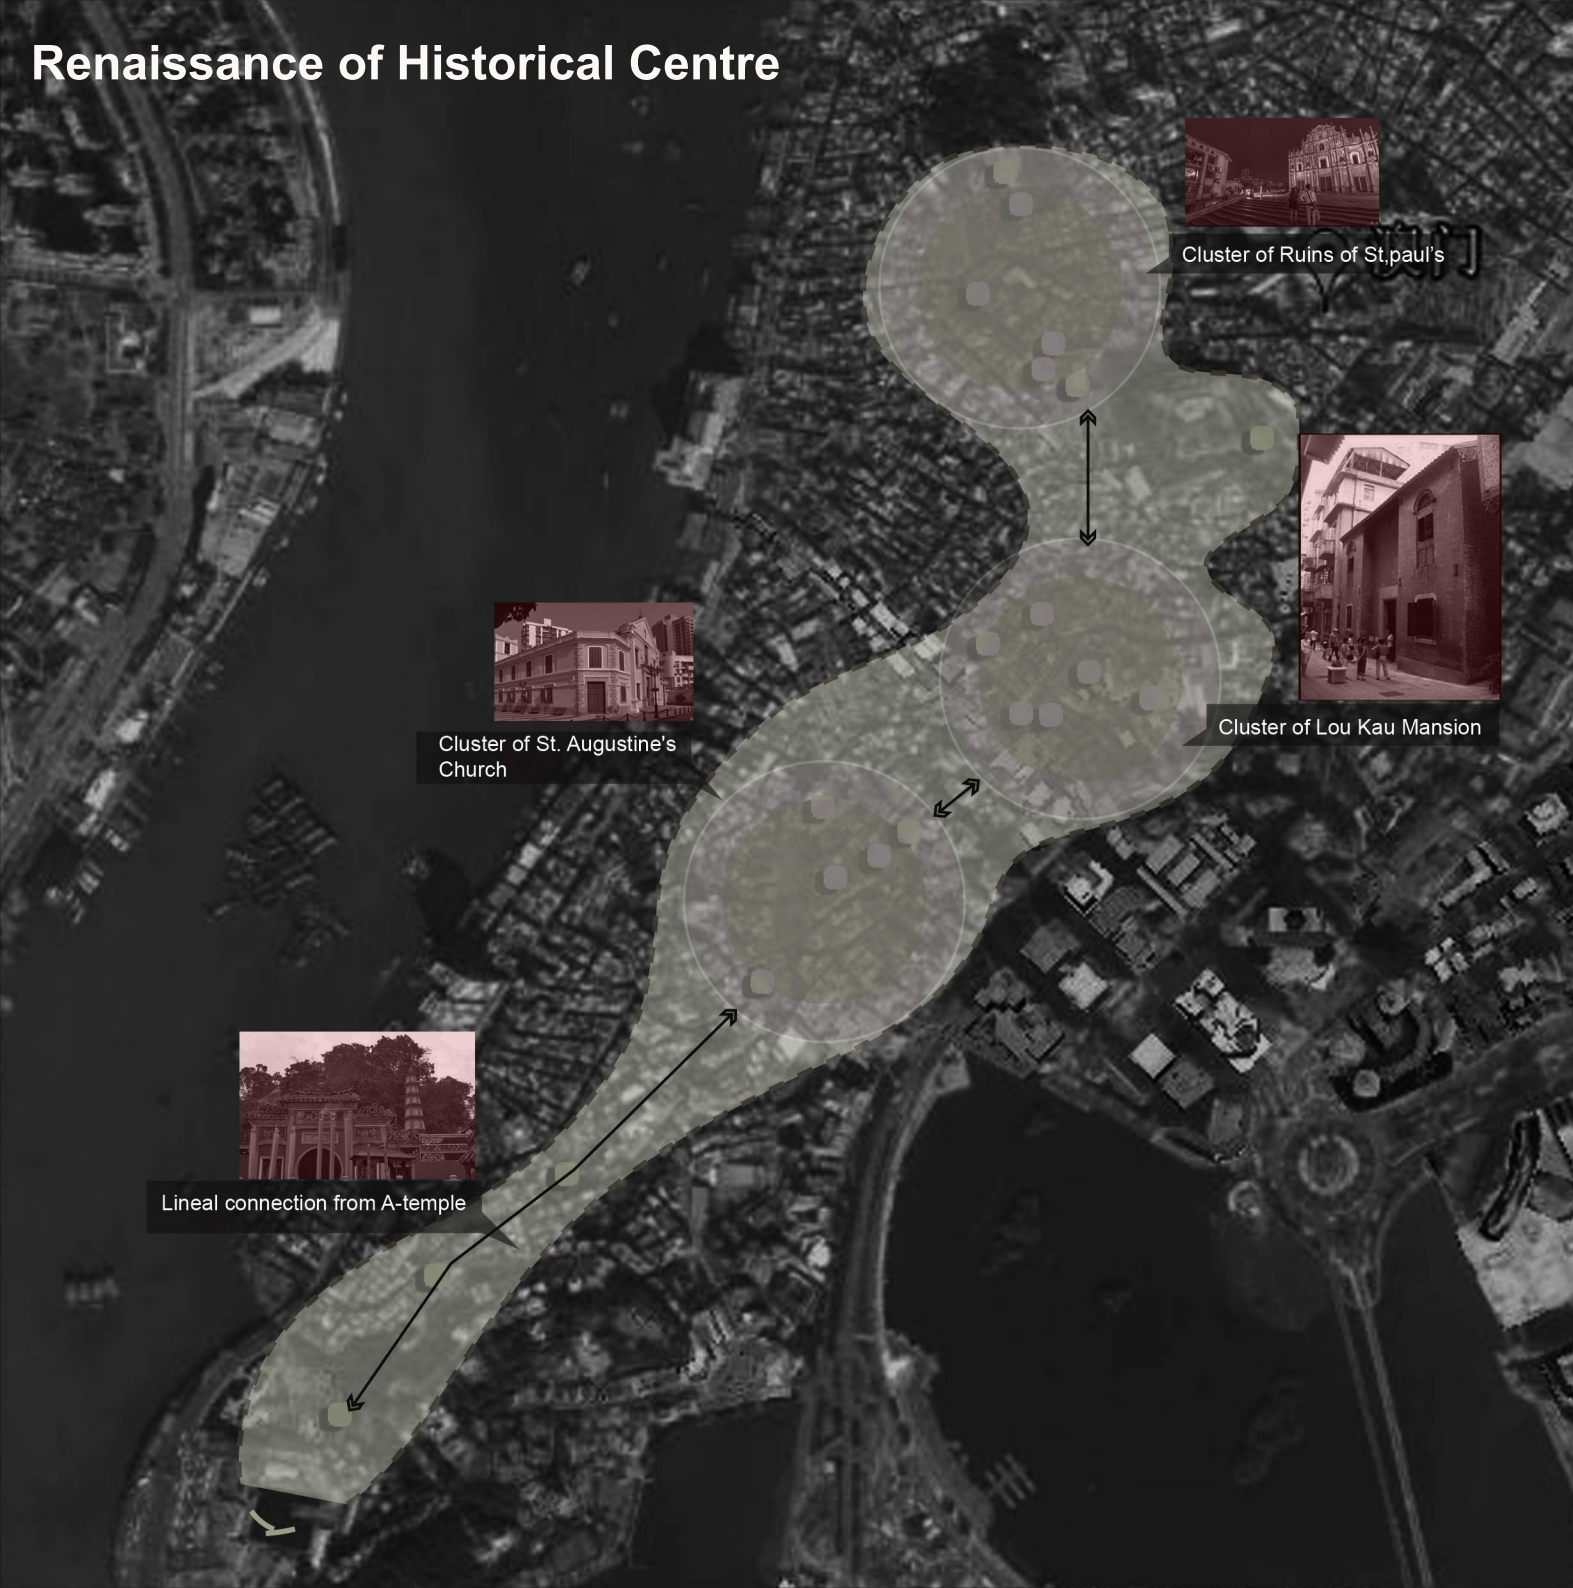 Renaissance of Historical Centre
Cluster of Ruins of St,paul's
澳门
Cluster of Lou Kau Mansion
Cluster of St. Augustine's
Church
Lineal connection from A-temple